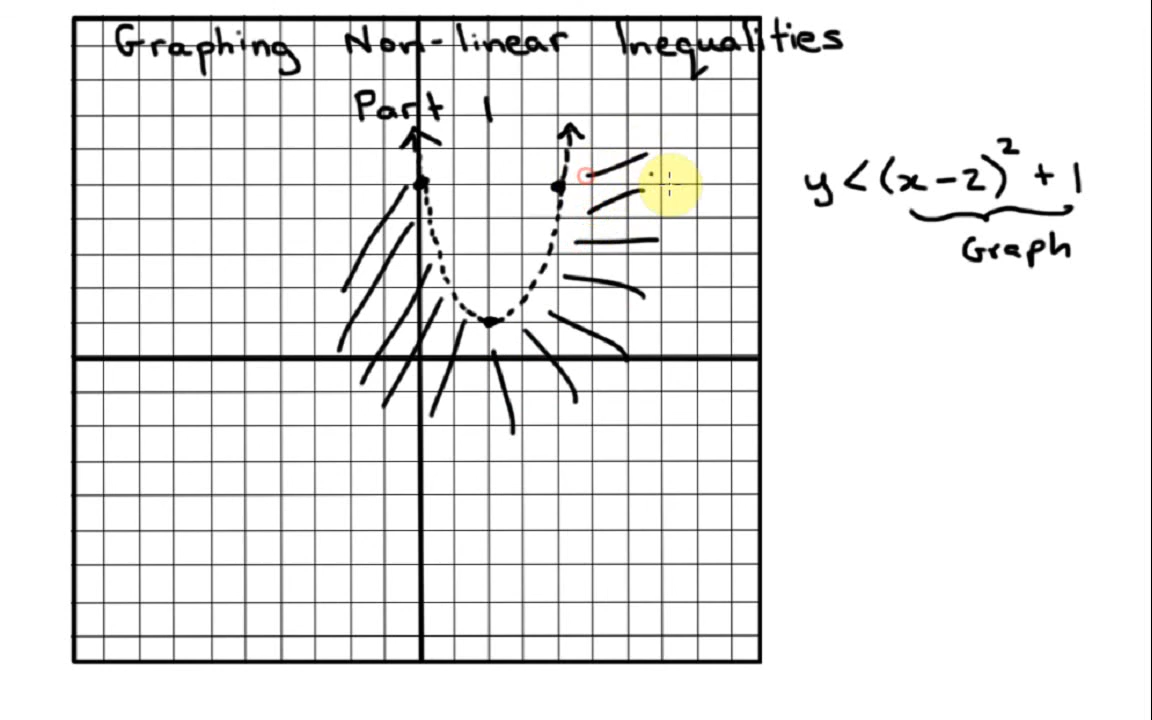 Graphing Non-linear Inequalities
Part 1
y < (x-2)² + 1
Graph